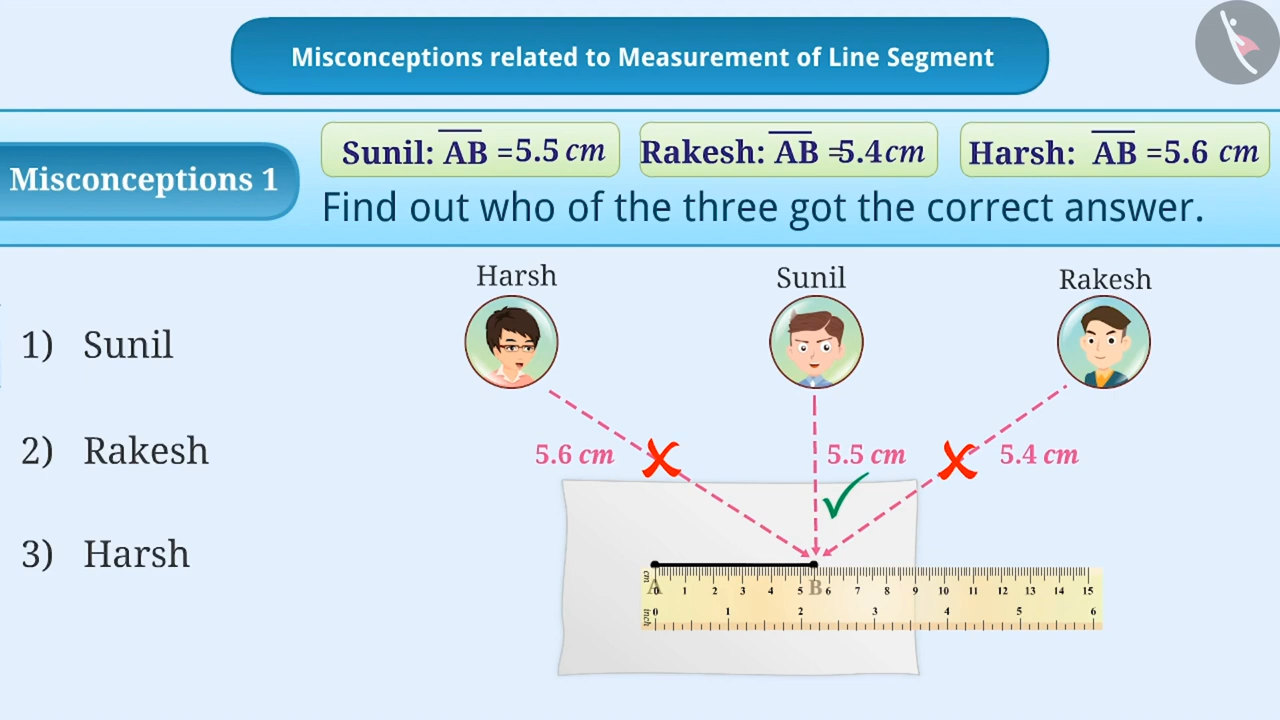 Misconceptions related to Measurement of Line Segment
Misconceptions 1
Sunil: AB =5.5 cm
Rakesh: AB =5.4cm
Harsh: AB =5.6 cm
Find out who of the three got the correct answer.
1) Sunil
2) Rakesh
3) Harsh
Harsh
Sunil
Rakesh
5.6 cm
5.5 cm
5.4 cm
A
B
cm 0 1 2 3 4 5 6 7 8 9 10 11 12 13 14 15
inch 0 1 2 3 4 5 6